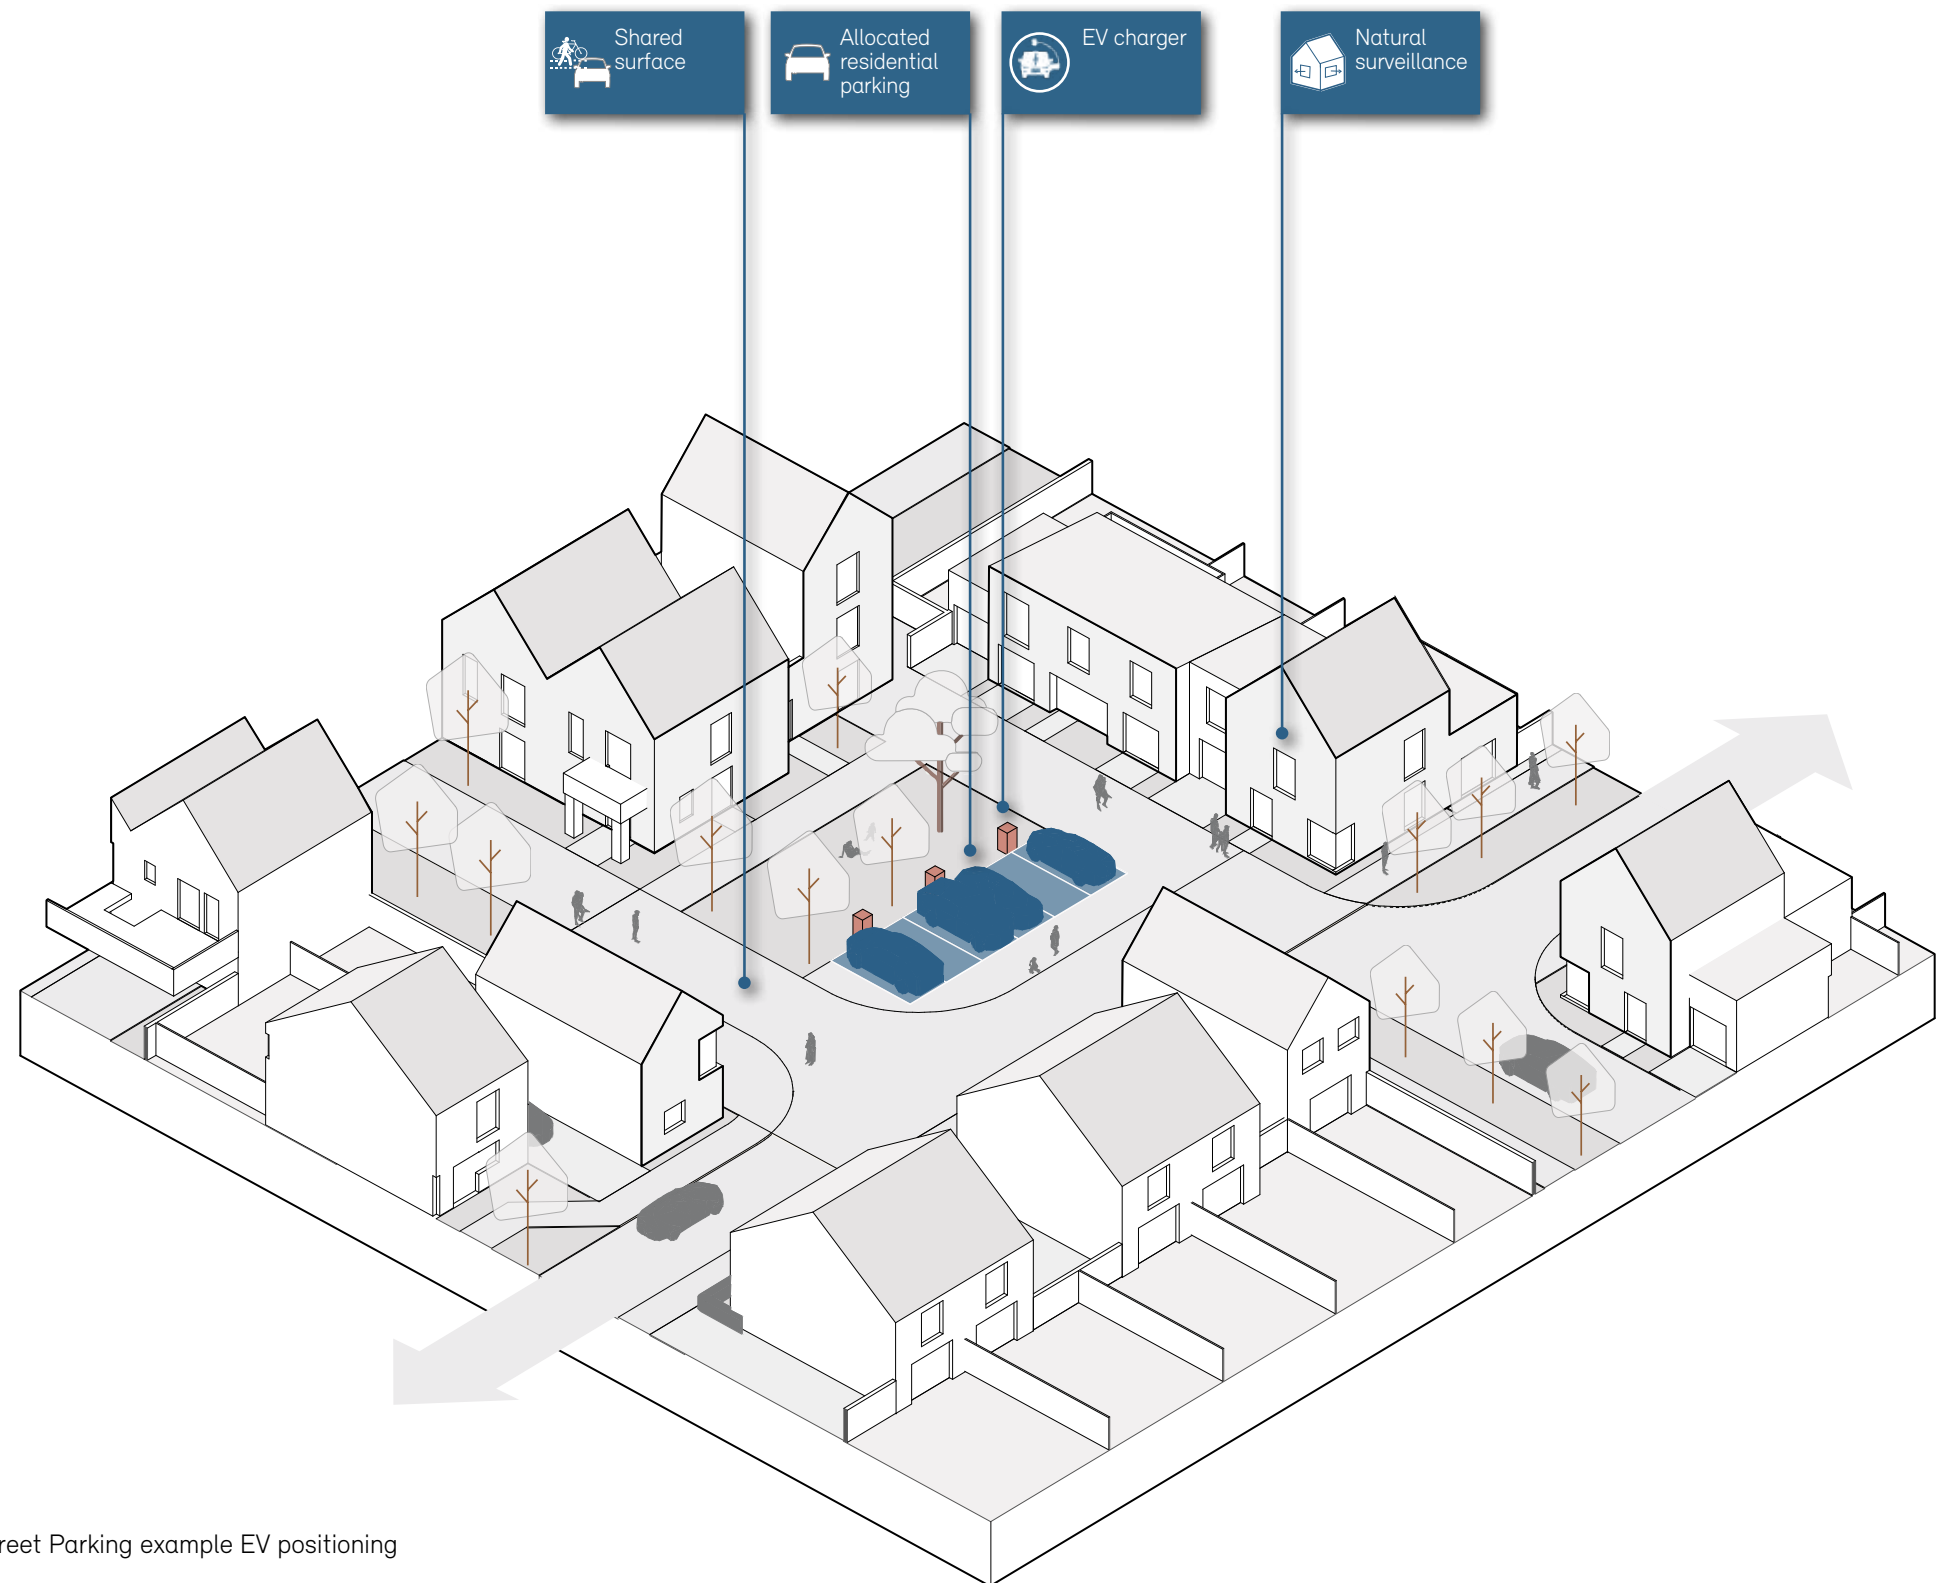 Shared
surface
Allocated
residential
parking
EV charger
Natural
surveillance
reet Parking example EV positioning